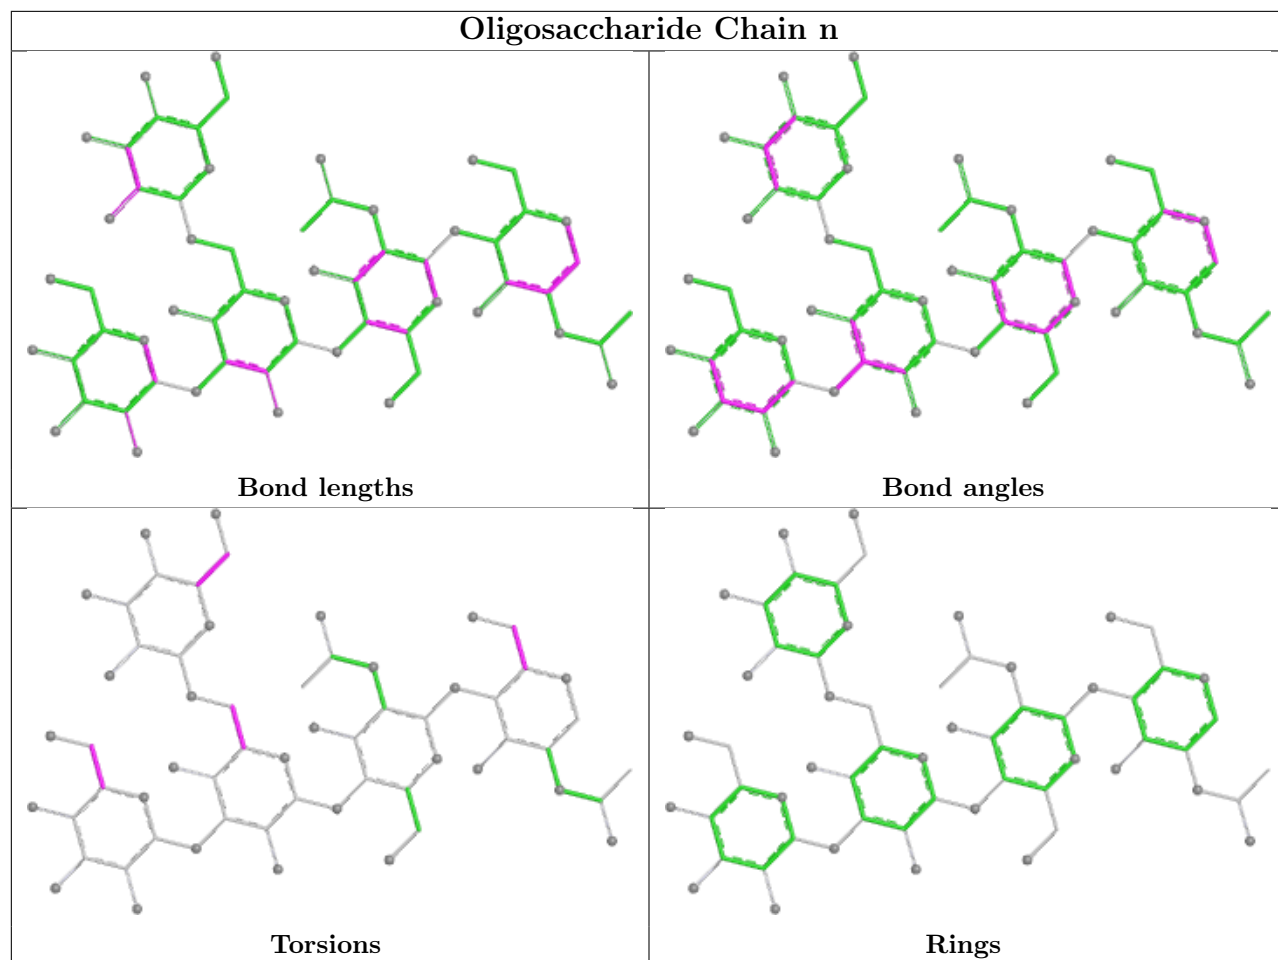 Oligosaccharide Chain n
Bond lengths
Bond angles
Torsions
Rings